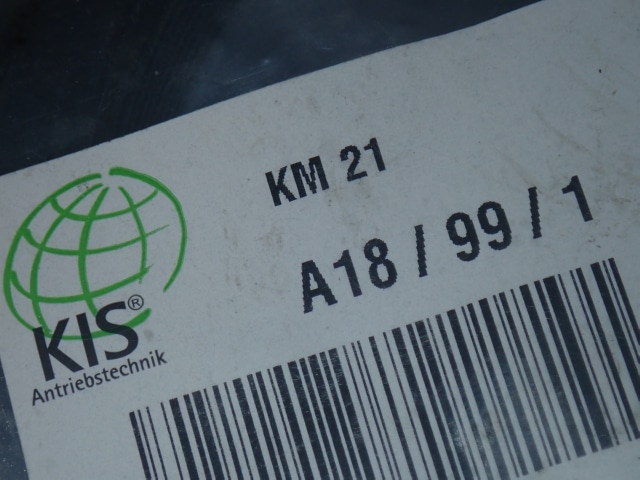 KM 21
A18 / 99 / 1
KIS®
Antriebstechnik